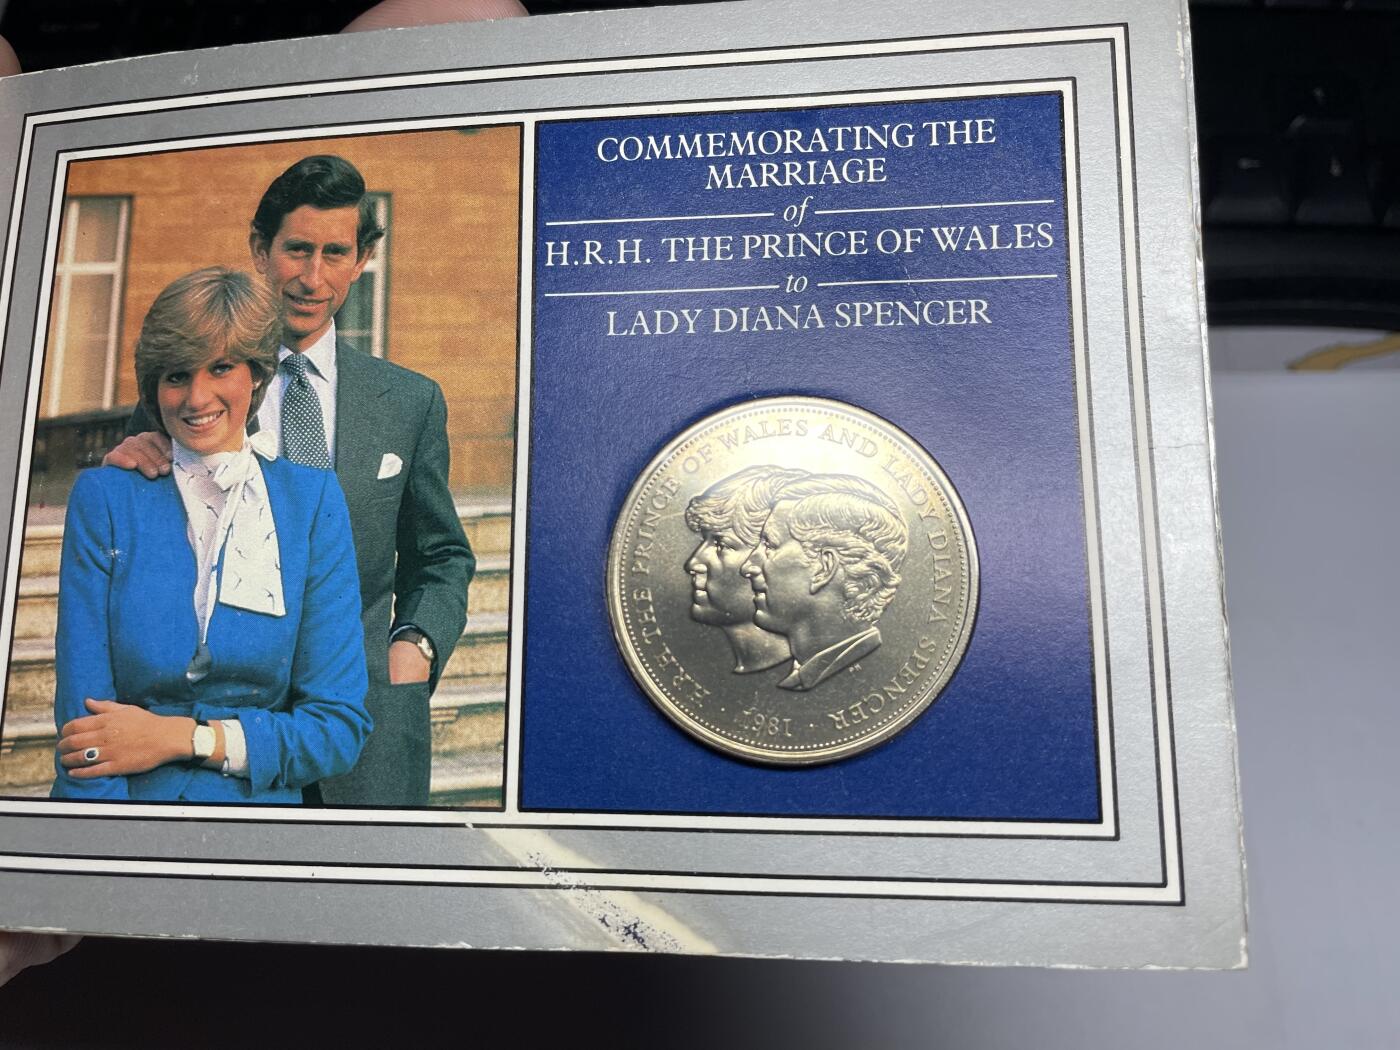 COMMEMORATING THE
MARRIAGE
of
H.R.H. THE PRINCE OF WALES
to
LADY DIANA SPENCER
H.R.H. THE PRINCE OF WALES AND LADY DIANA SPENCER
· 1981 ·